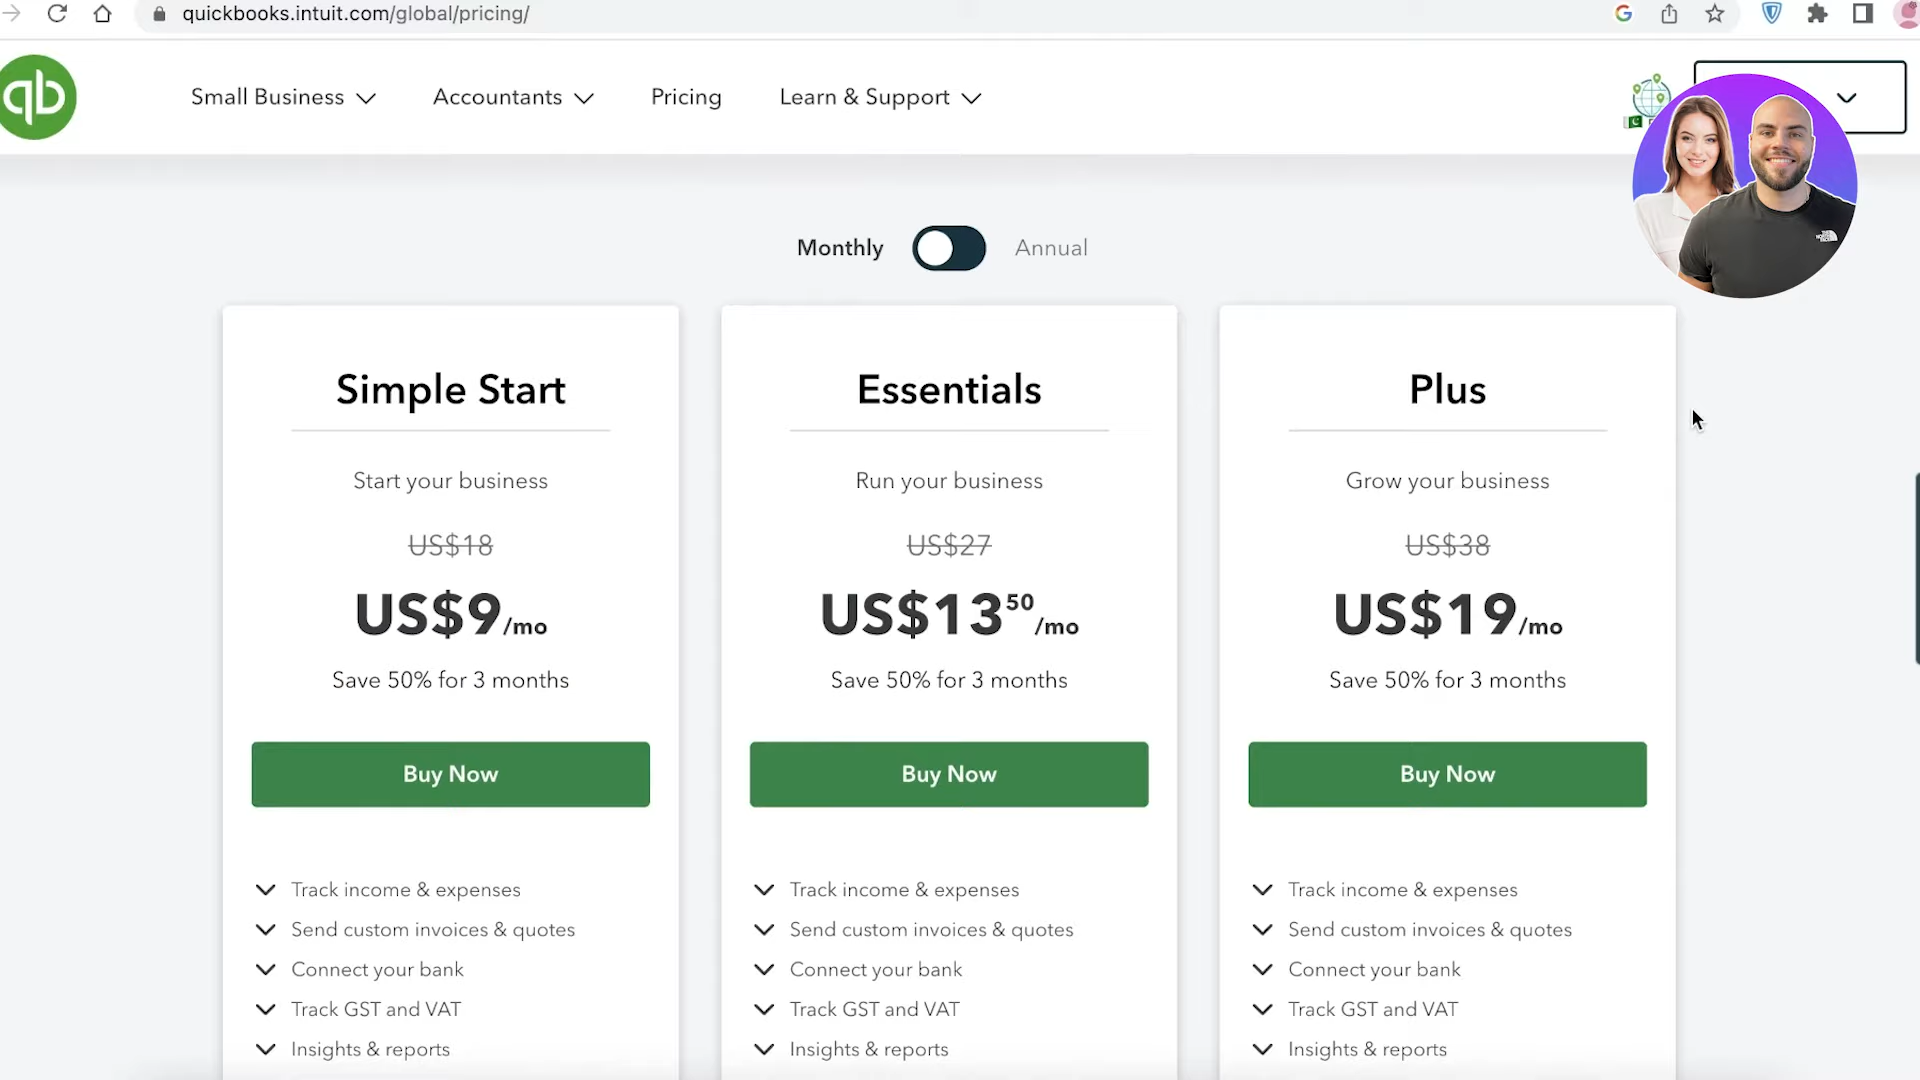 quickbooks.intuit.com/global/pricing/
qb
Small Business
Accountants
Pricing
Learn & Support
Monthly
Annual
Simple Start
Start your business
US$18
US$9/mo
Save 50% for 3 months
Buy Now
Track income & expenses
Send custom invoices & quotes
Connect your bank
Track GST and VAT
Insights & reports
Essentials
Run your business
US$27
US$13 50/mo
Save 50% for 3 months
Buy Now
Track income & expenses
Send custom invoices & quotes
Connect your bank
Track GST and VAT
Insights & reports
Plus
Grow your business
US$38
US$19/mo
Save 50% for 3 months
Buy Now
Track income & expenses
Send custom invoices & quotes
Connect your bank
Track GST and VAT
Insights & reports